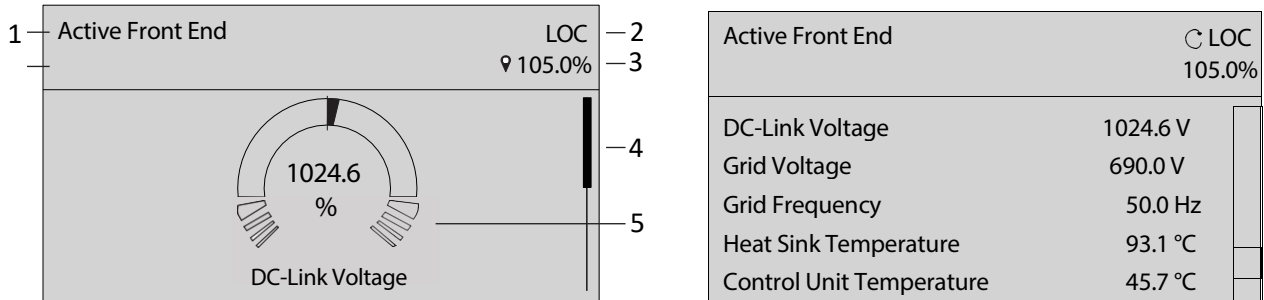 1
Active Front End
LOC
2
105.0%
3
4
1024.6
%
5
DC-Link Voltage
Active Front End
LOC
105.0%
DC-Link Voltage 1024.6 V
Grid Voltage 690.0 V
Grid Frequency 50.0 Hz
Heat Sink Temperature 93.1 °C
Control Unit Temperature 45.7 °C